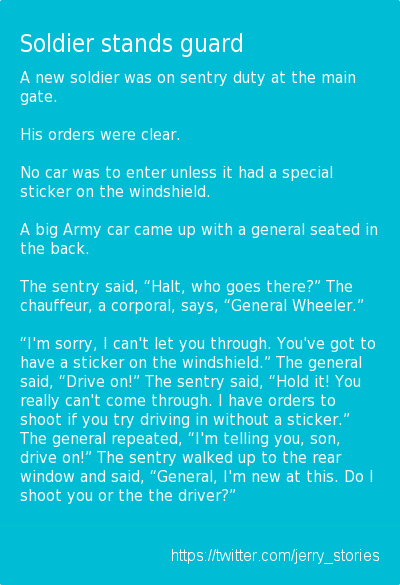 Soldier stands guard
A new soldier was on sentry duty at the main
gate.
His orders were clear.
No car was to enter unless it had a special
sticker on the windshield.
A big Army car came up with a general seated in
the back.
The sentry said, “Halt, who goes there?” The
chauffeur, a corporal, says, “General Wheeler.”
“I'm sorry, I can't let you through. You've got to
have a sticker on the windshield.” The general
said, “Drive on!” The sentry said, “Hold it! You
really can't come through. I have orders to
shoot if you try driving in without a sticker.”
The general repeated, “I'm telling you, son,
drive on!” The sentry walked up to the rear
window and said, “General, I'm new at this. Do I
shoot you or the the driver?”
https://twitter.com/jerry_stories